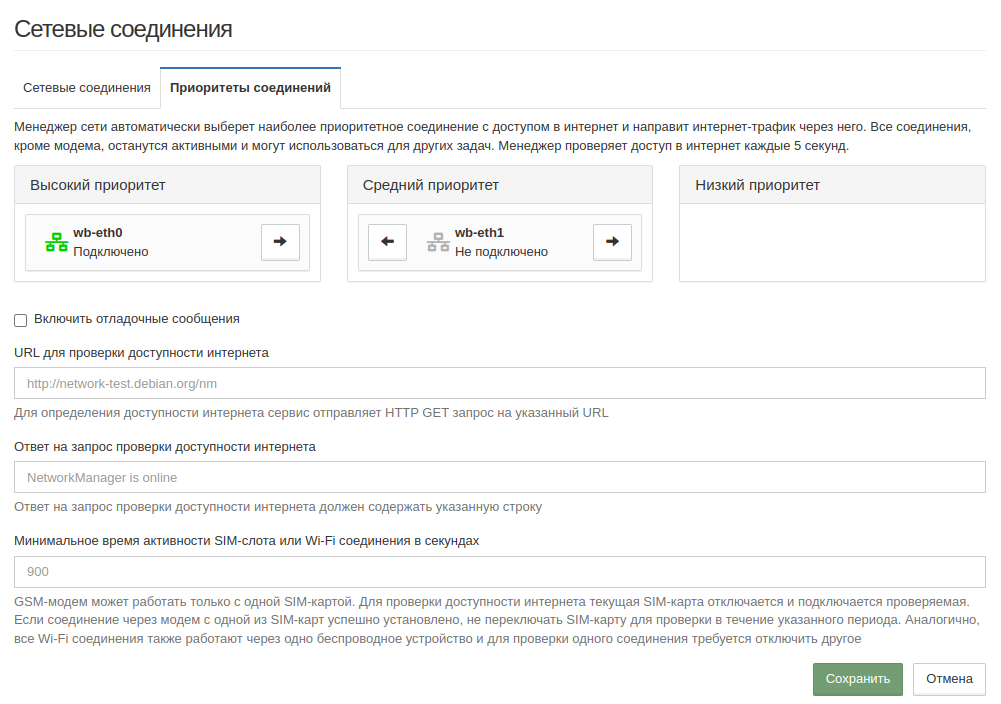 Сетевые соединения
Сетевые соединения
Приоритеты соединений
Менеджер сети автоматически выберет наиболее приоритетное соединение с доступом в интернет и направит интернет-трафик через него. Все соединения,
кроме модема, останутся активными и могут использоваться для других задач. Менеджер проверяет доступ в интернет каждые 5 секунд.
Высокий приоритет
wb-eth0
Подключено
Средний приоритет
wb-eth1
Не подключено
Низкий приоритет
Включить отладочные сообщения
URL для проверки доступности интернета
http://network-test.debian.org/nm
Для определения доступности интернета сервис отправляет HTTP GET запрос на указанный URL
Ответ на запрос проверки доступности интернета
NetworkManager is online
Ответ на запрос проверки доступности интернета должен содержать указанную строку
Минимальное время активности SIM-слота или Wi-Fi соединения в секундах
900
GSM-модем может работать только с одной SIM-картой. Для проверки доступности интернета текущая SIM-карта отключается и подключается проверяемая.
Если соединение через модем с одной из SIM-карт успешно установлено, не переключать SIM-карту для проверки в течение указанного периода. Аналогично,
все Wi-Fi соединения также работают через одно беспроводное устройство и для проверки одного соединения требуется отключить другое
Сохранить
Отмена